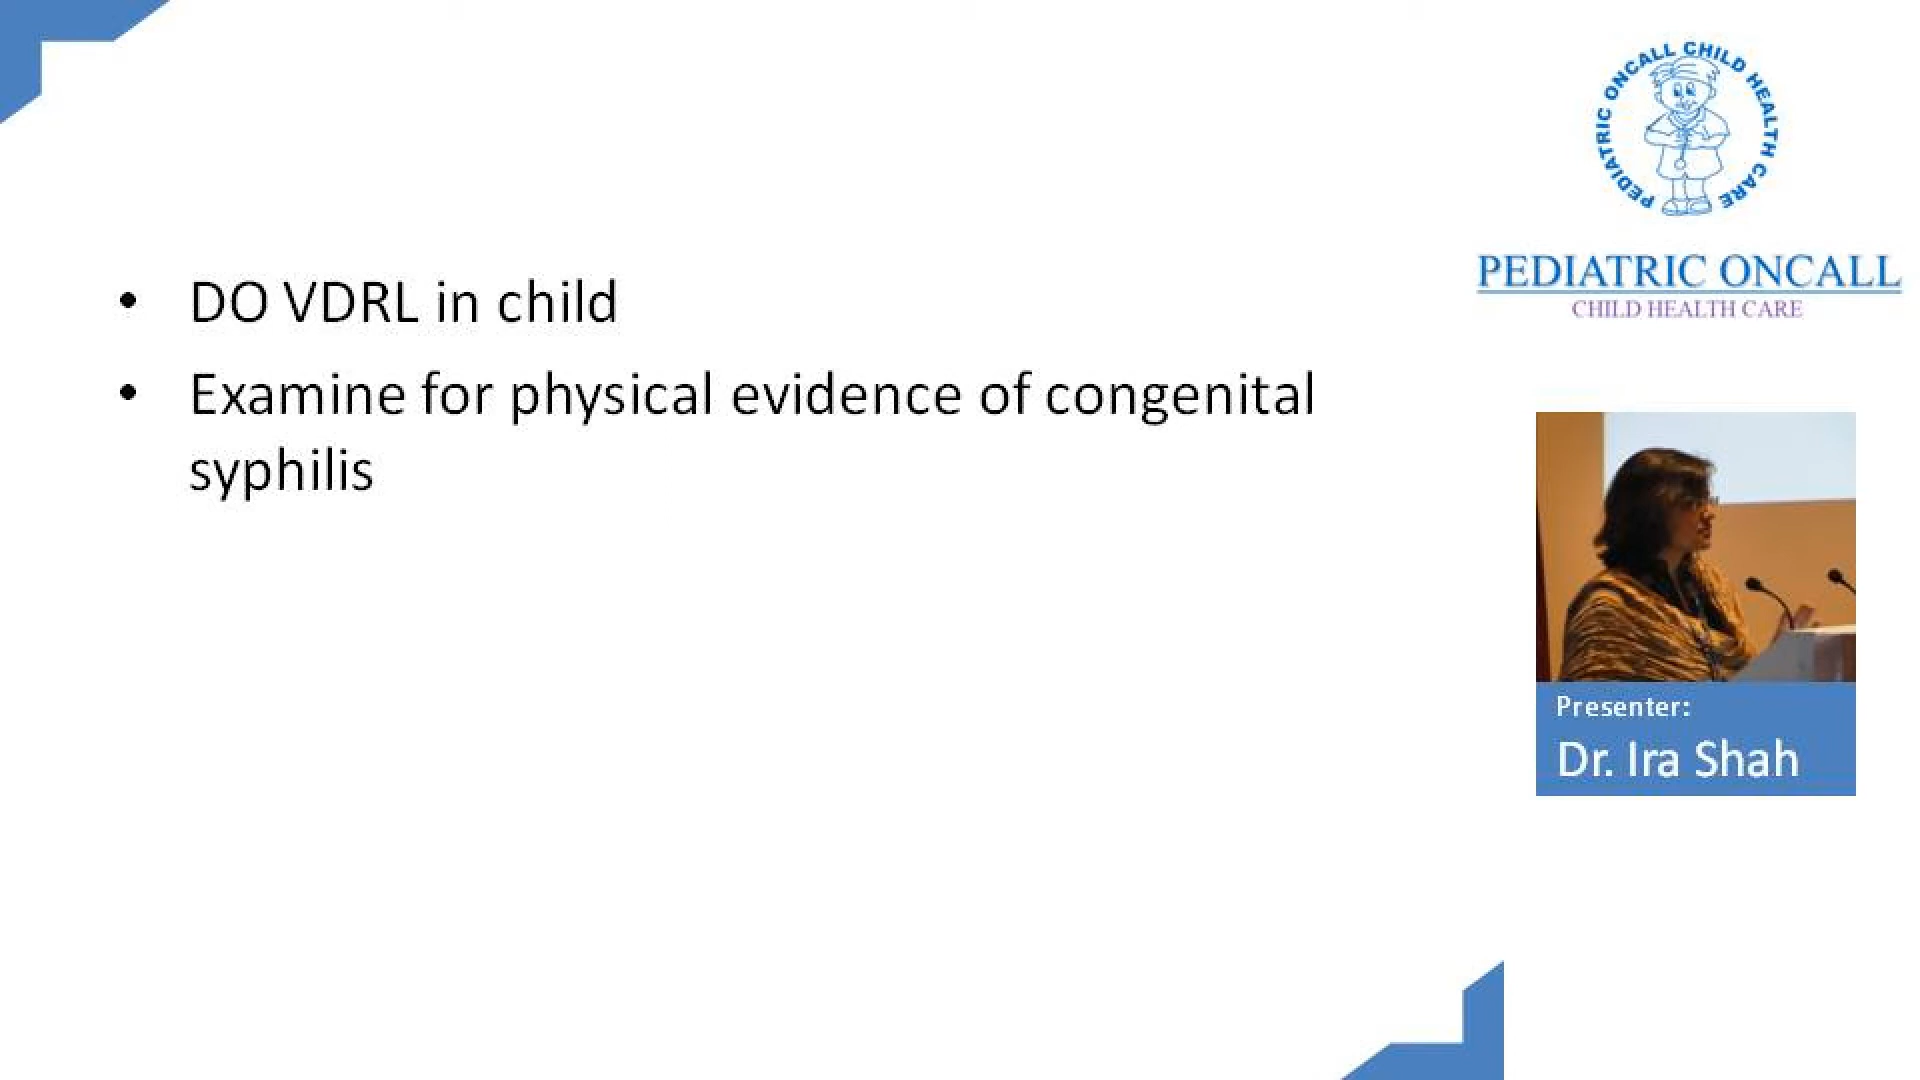 • DO VDRL in child
• Examine for physical evidence of congenital
syphilis
PEDIATRIC ONCALL CHILD HEALTH CARE
PEDIATRIC ONCALL
CHILD HEALTH CARE
Presenter:
Dr. Ira Shah